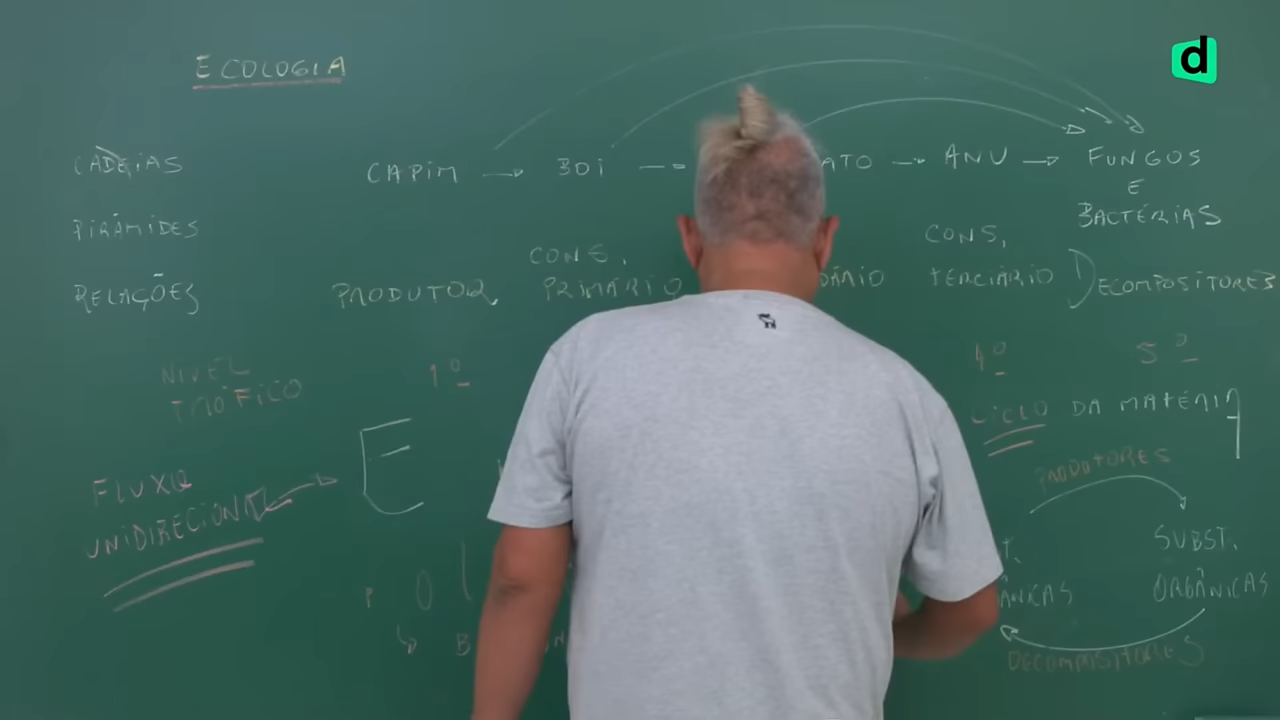 d
ECOLOGIA
CADEIAS
PIRÂMIDES
RELAÇÕES
CAPIM → BOI → ATO → ANU → FUNGOS
E
BACTÉRIAS
PRODUTOR
CONS.
PRIMÁRIO
DÁRIO
CONS.
TERCIÁRIO
DECOMPOSITORES
NÍVEL
TRÓFICO
1º
4º
5º
FLUXO
UNIDIRECIONAL
E
CICLO DA MATÉRIA
PRODUTORES
T.
ÂNICAS
SUBST.
ORGÂNICAS
DECOMPOSITORES